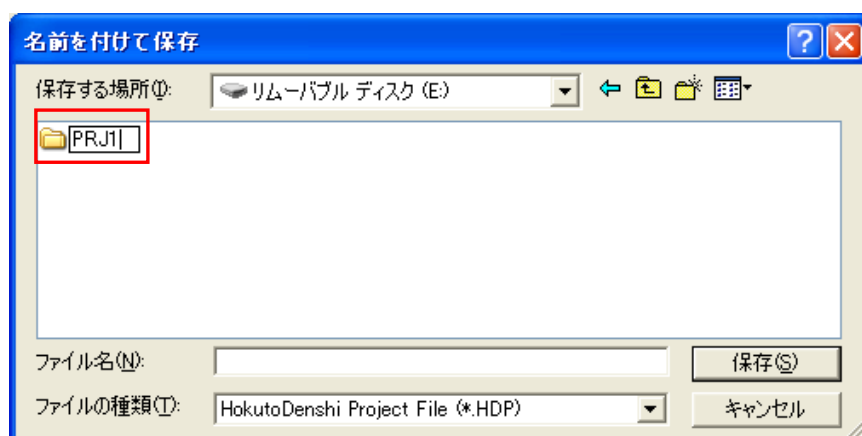 名前を付けて保存
保存する場所(I): リムーバブル ディスク (E:)
PRJ1
ファイル名(N): 保存(S)
ファイルの種類(T): HokutoDenshi Project File (*.HDP) キャンセル